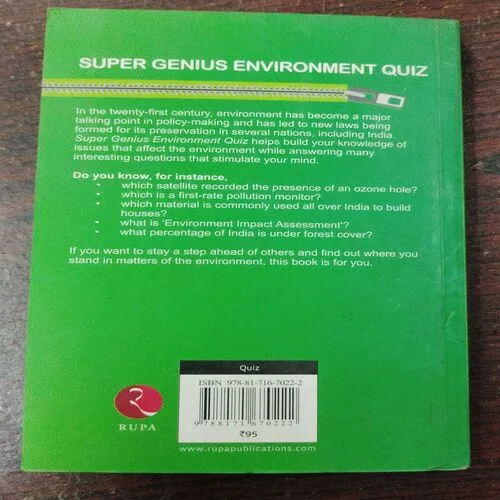 SUPER GENIUS ENVIRONMENT QUIZ
In the twenty-first century, environment has become a major
talking point in policy-making and has led to new laws being
formed for its preservation in several nations, including India.
Super Genius Environment Quiz helps build your knowledge of
issues that affect the environment while answering many
interesting questions that stimulate your mind.
Do you know, for instance,
• which satellite recorded the presence of an ozone hole?
• which is a first-rate pollution monitor?
• which material is commonly used all over India to build
houses?
• what is 'Environment Impact Assessment'?
• what percentage of India is under forest cover?
If you want to stay a step ahead of others and find out where you
stand in matters of the environment, this book is for you.
Quiz
ISBN 978-81-716-7022-2
9 788171 670222
₹95
RUPA
www.rupapublications.com